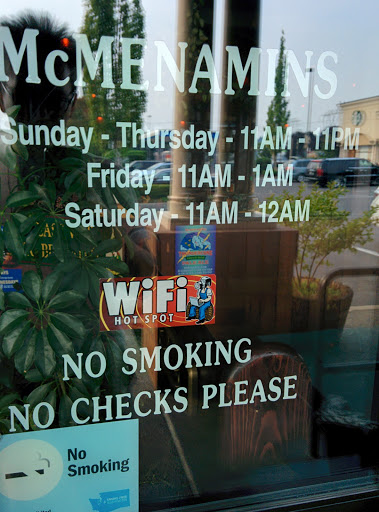 McMENAMINS
Sunday - Thursday - 11AM - 11PM
Friday - 11AM - 1AM
Saturday - 11AM - 12AM
WiFi
HOT SPOT
NO SMOKING
NO CHECKS PLEASE
No
Smoking